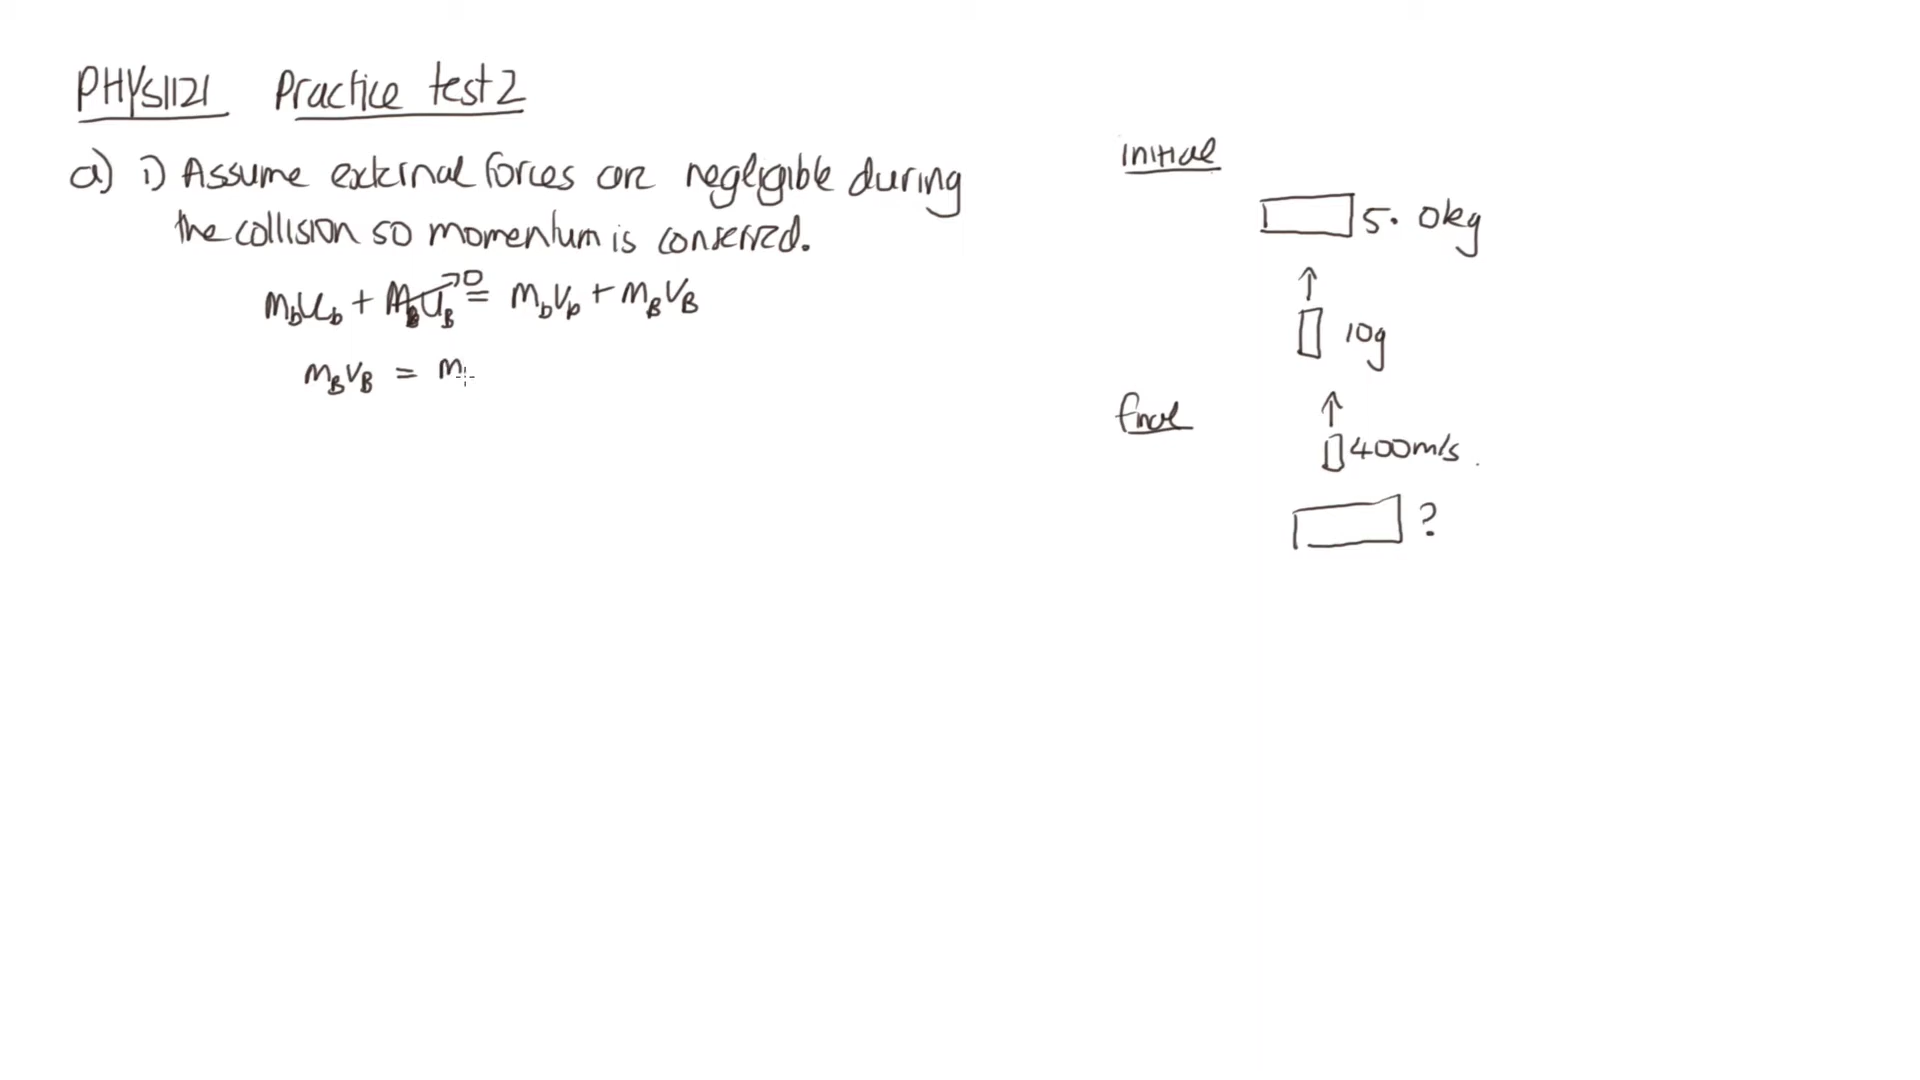 PHYS1121 Practice test 2
a) i) Assume external forces are negligible during
the collision so momentum is conserved.
m_b u_b + m_B u_B →0 = m_b v_b + m_B v_B
m_B v_B = m
initial
5.0kg
↑
10g
final
↑
400m/s.
?